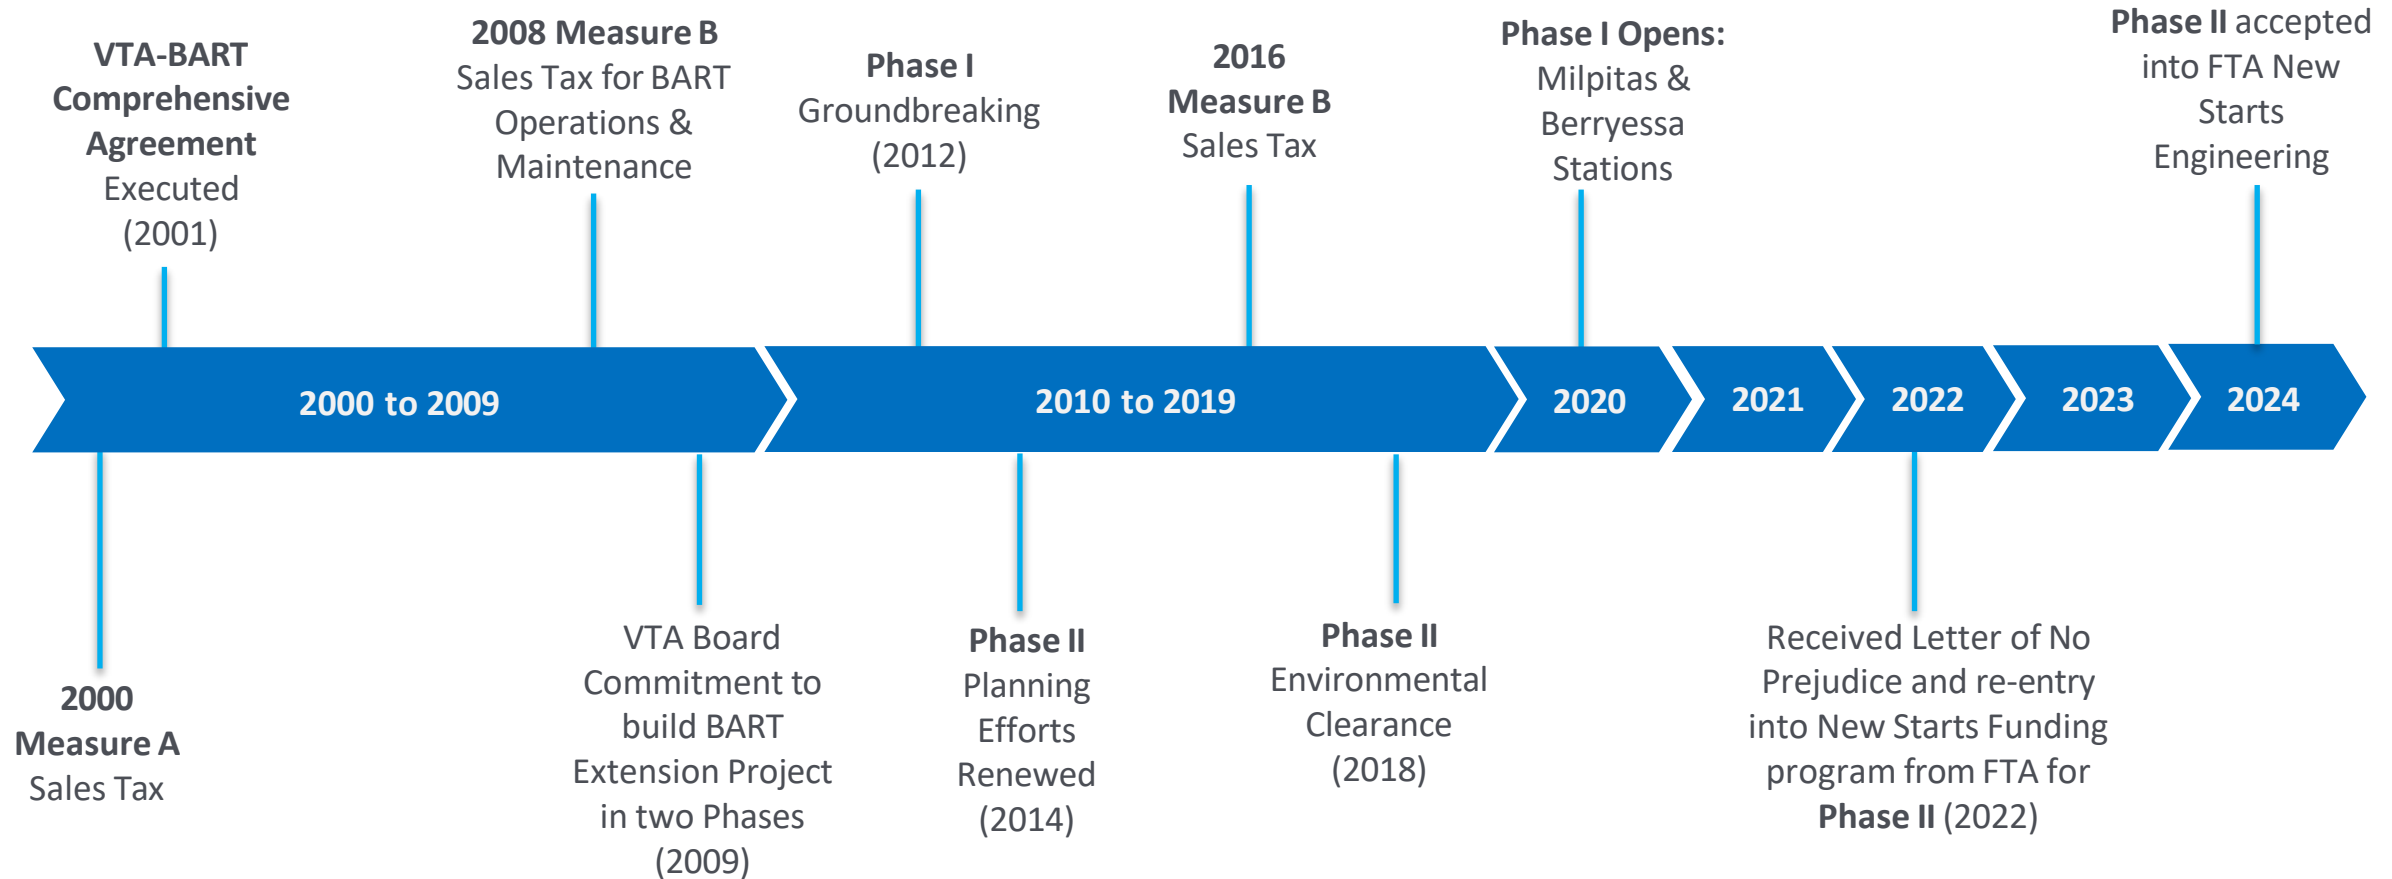 VTA-BART
Comprehensive
Agreement
Executed
(2001)
2008 Measure B
Sales Tax for BART
Operations &
Maintenance
Phase I
Groundbreaking
(2012)
2016
Measure B
Sales Tax
Phase I Opens:
Milpitas &
Berryessa
Stations
Phase II accepted
into FTA New
Starts
Engineering
2000 to 2009
2010 to 2019
2020
2021
2022
2023
2024
2000
Measure A
Sales Tax
VTA Board
Commitment to
build BART
Extension Project
in two Phases
(2009)
Phase II
Planning
Efforts
Renewed
(2014)
Phase II
Environmental
Clearance
(2018)
Received Letter of No
Prejudice and re-entry
into New Starts Funding
program from FTA for
Phase II (2022)